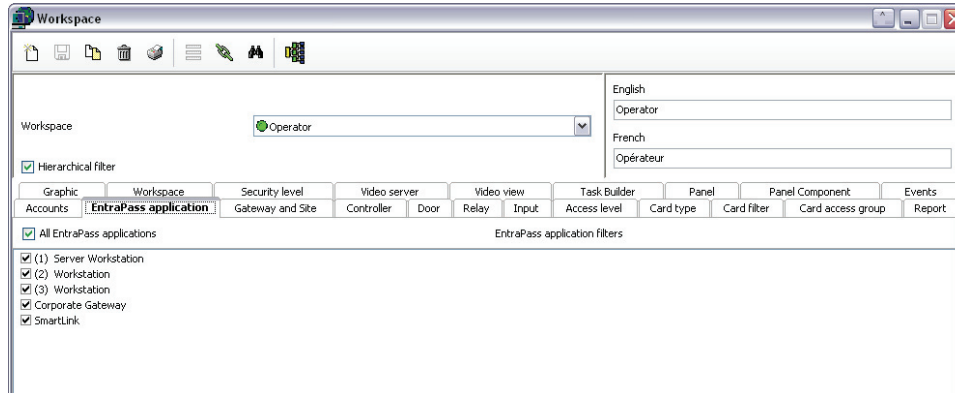 Workspace
English
Operator
Workspace
Operator
French
Opérateur
Hierarchical filter
Graphic Workspace Security level Video server Video view Task Builder Panel Panel Component Events
Accounts EntraPass application Gateway and Site Controller Door Relay Input Access level Card type Card filter Card access group Report
All EntraPass applications EntraPass application filters
(1) Server Workstation
(2) Workstation
(3) Workstation
Corporate Gateway
SmartLink